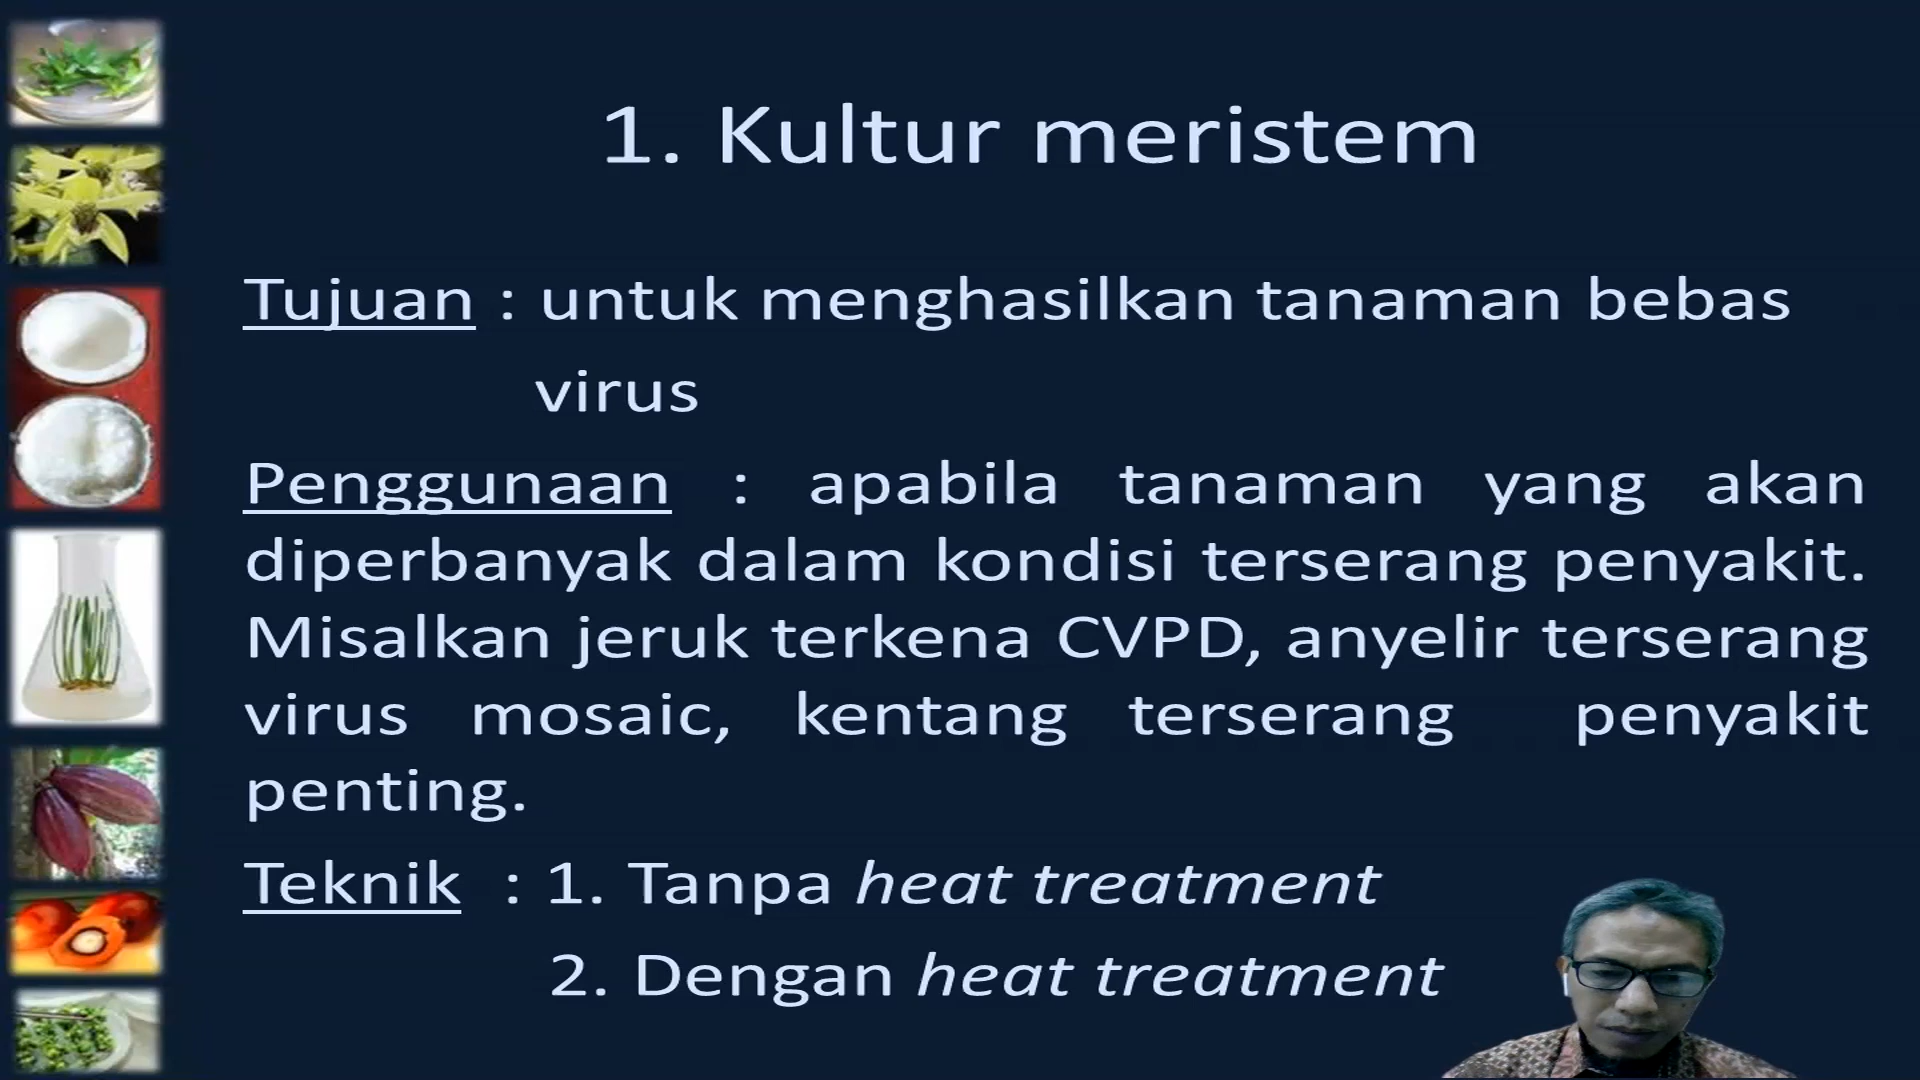 1. Kultur meristem
Tujuan : untuk menghasilkan tanaman bebas
virus
Penggunaan : apabila tanaman yang akan
diperbanyak dalam kondisi terserang penyakit.
Misalkan jeruk terkena CVPD, anyelir terserang
virus mosaic, kentang terserang penyakit
penting.
Teknik : 1. Tanpa heat treatment
2. Dengan heat treatment